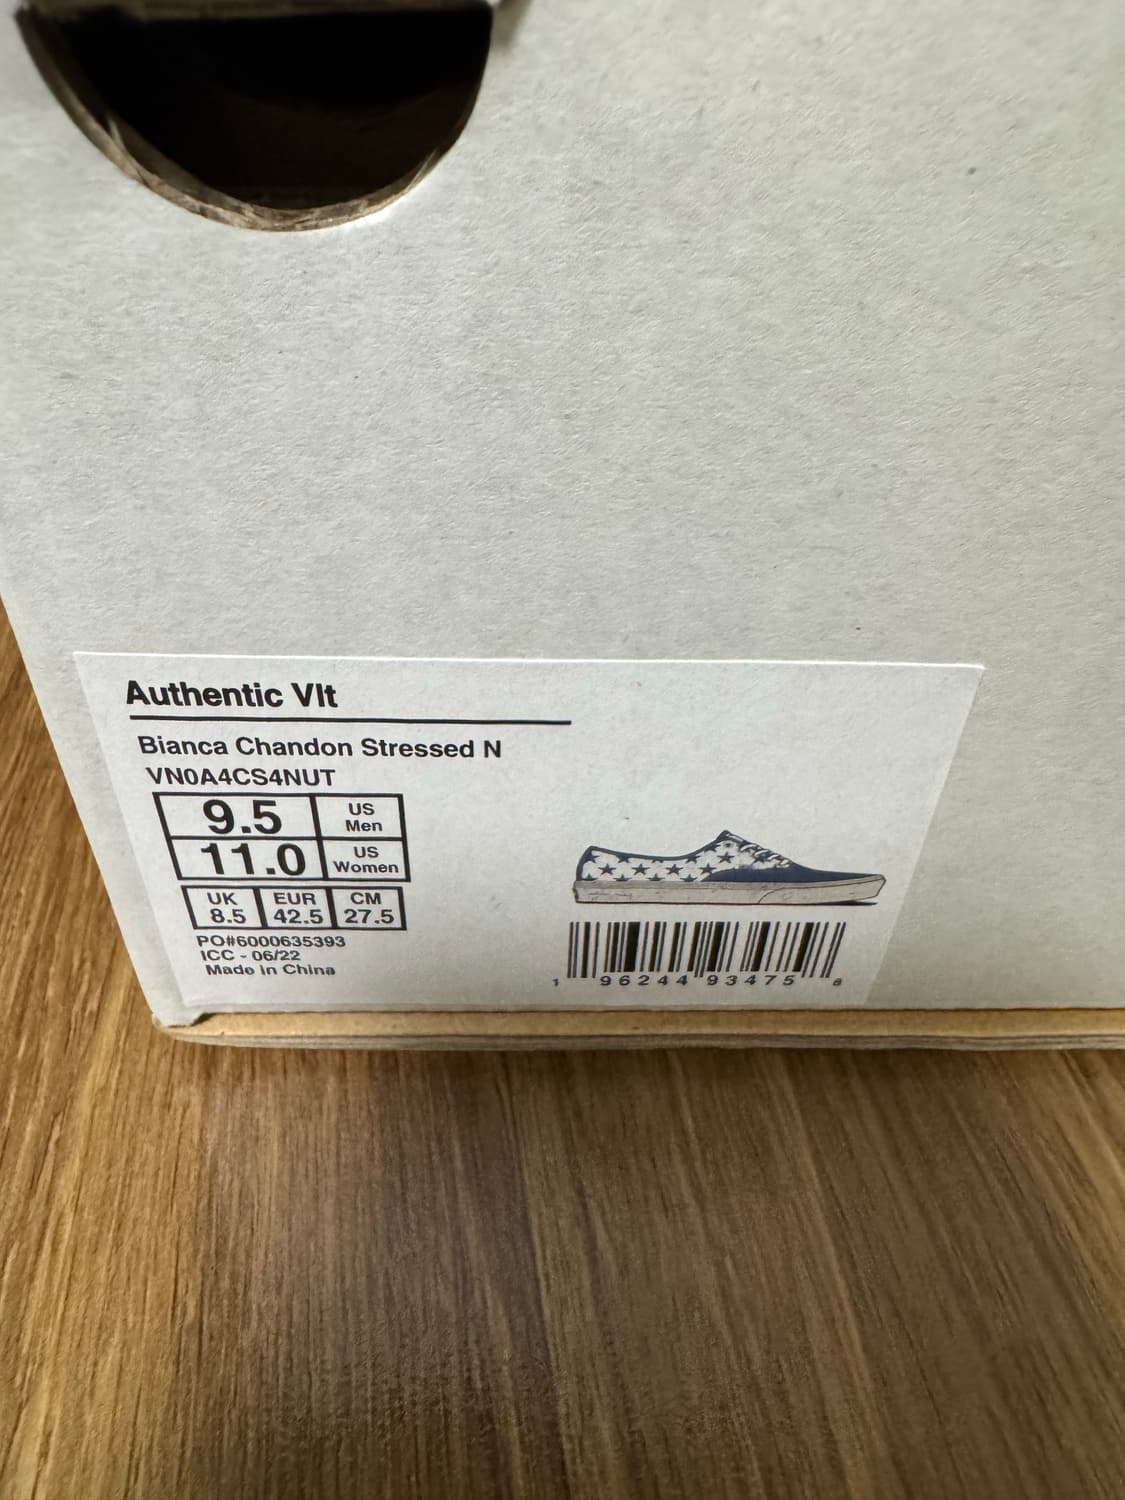 Authentic Vlt
Bianca Chandon Stressed N
VN0A4CS4NUT
9.5 US Men
11.0 US Women
UK EUR CM
8.5 42.5 27.5
PO#6000635393
ICC - 06/22
Made in China
1 96244 93475 8